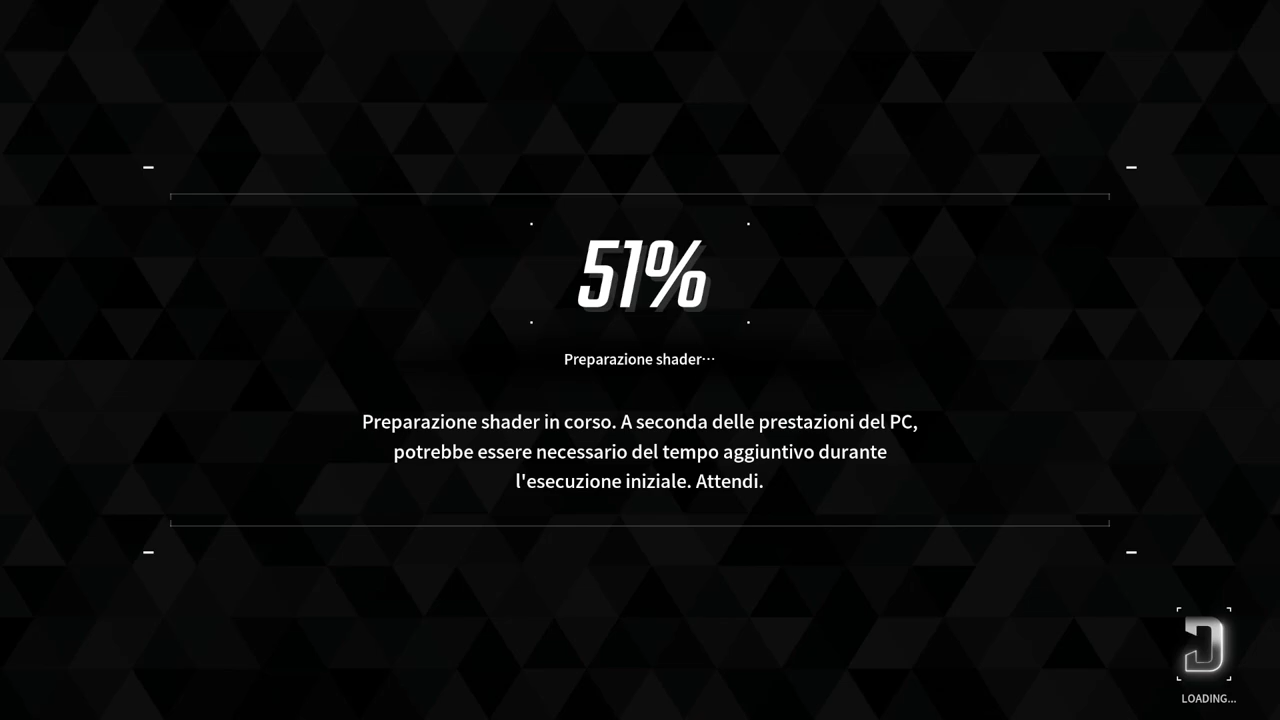 51%
Preparazione shader···
Preparazione shader in corso. A seconda delle prestazioni del PC,
potrebbe essere necessario del tempo aggiuntivo durante
l'esecuzione iniziale. Attendi.
LOADING...